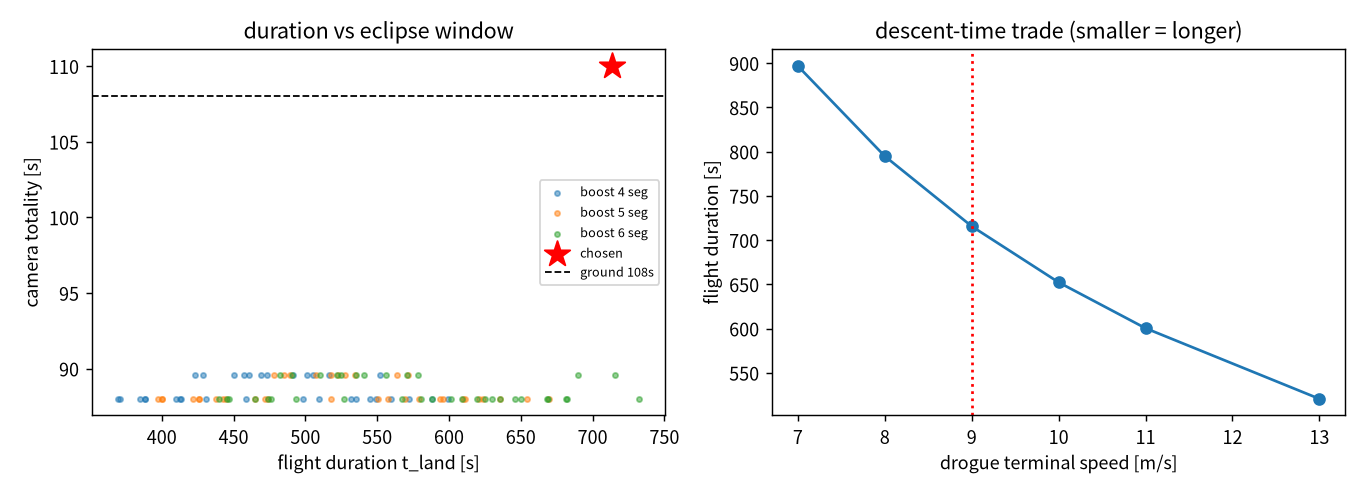 duration vs eclipse window
camera totality [s]
110
105
100
95
90
boost 4 seg
boost 5 seg
boost 6 seg
chosen
ground 108s
400 450 500 550 600 650 700 750
flight duration t_land [s]
descent-time trade (smaller = longer)
flight duration [s]
900
850
800
750
700
650
600
550
7 8 9 10 11 12 13
drogue terminal speed [m/s]